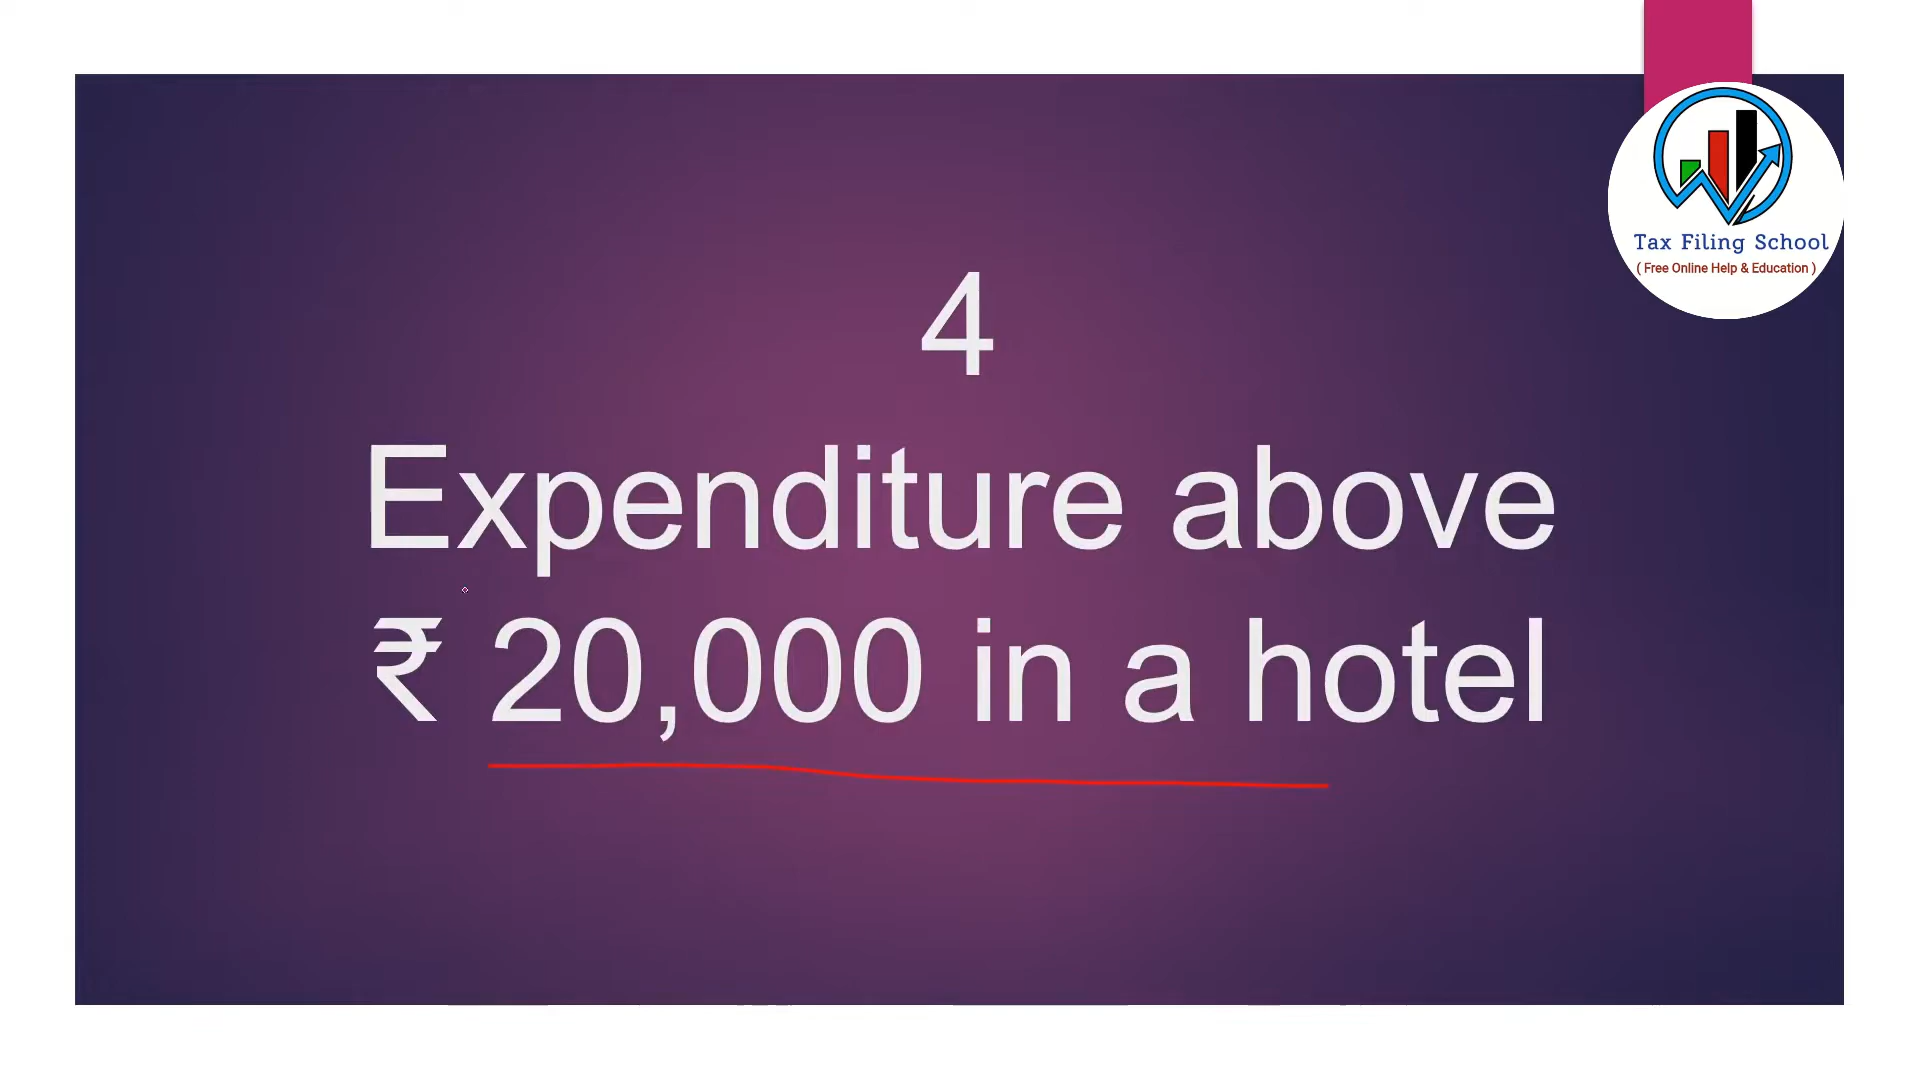 Tax Filing School
( Free Online Help & Education )
4
Expenditure above
₹ 20,000 in a hotel